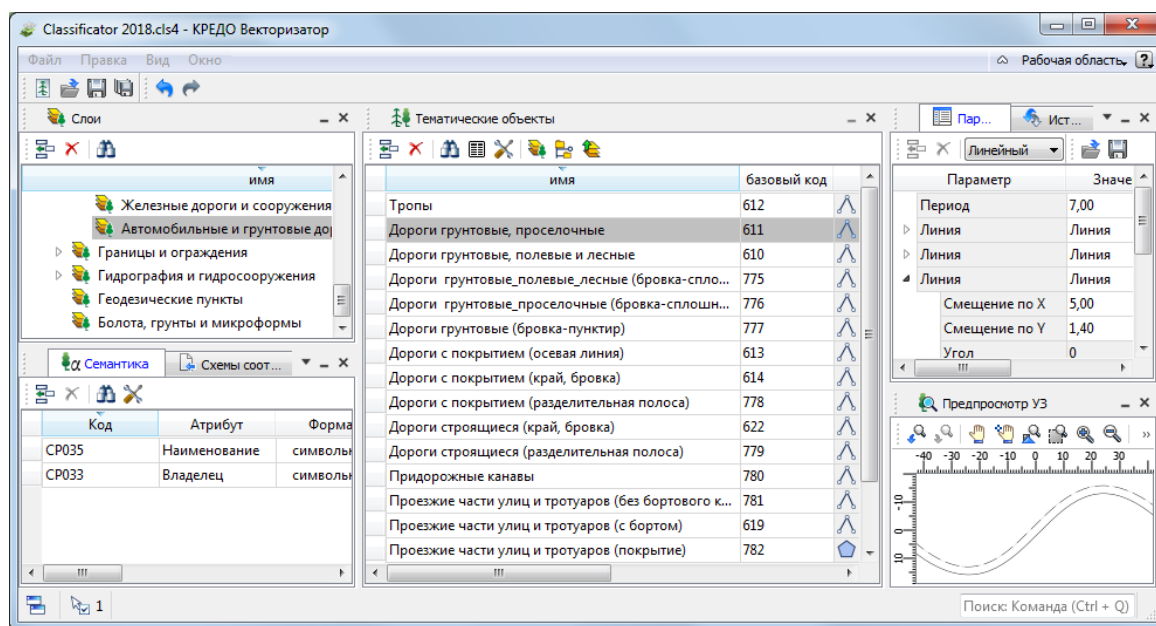 Classificator 2018.cls4 - КРЕДО Векторизатор
Файл Правка Вид Окно
Рабочая область
Слои
имя
Железные дороги и сооружения
Автомобильные и грунтовые до
Границы и ограждения
Гидрография и гидросооружения
Геодезические пункты
Болота, грунты и микроформы
Семантика
Схемы соот...
Код Атрибут Форма
СР035 Наименование символь
СР033 Владелец символь
Тематические объекты
имя базовый код
Тропы 612
Дороги грунтовые, проселочные 611
Дороги грунтовые, полевые и лесные 610
Дороги грунтовые_полевые_лесные (бровка-спло... 775
Дороги грунтовые_проселочные (бровка-сплошн... 776
Дороги грунтовые (бровка-пунктир) 777
Дороги с покрытием (осевая линия) 613
Дороги с покрытием (край, бровка) 614
Дороги с покрытием (разделительная полоса) 778
Дороги строящиеся (край, бровка) 622
Дороги строящиеся (разделительная полоса) 779
Придорожные канавы 780
Проезжие части улиц и тротуаров (без бортового к... 781
Проезжие части улиц и тротуаров (с бортом) 619
Проезжие части улиц и тротуаров (покрытие) 782
Пар...
Ист...
Линейный
Параметр Значе
Период 7,00
Линия Линия
Линия Линия
Линия Линия
Смещение по X 5,00
Смещение по Y 1,40
Угол 0
Предпросмотр УЗ
-40 -30 -20 -10 0 10 20 30
-10
0
10
1
Поиск: Команда (Ctrl + Q)